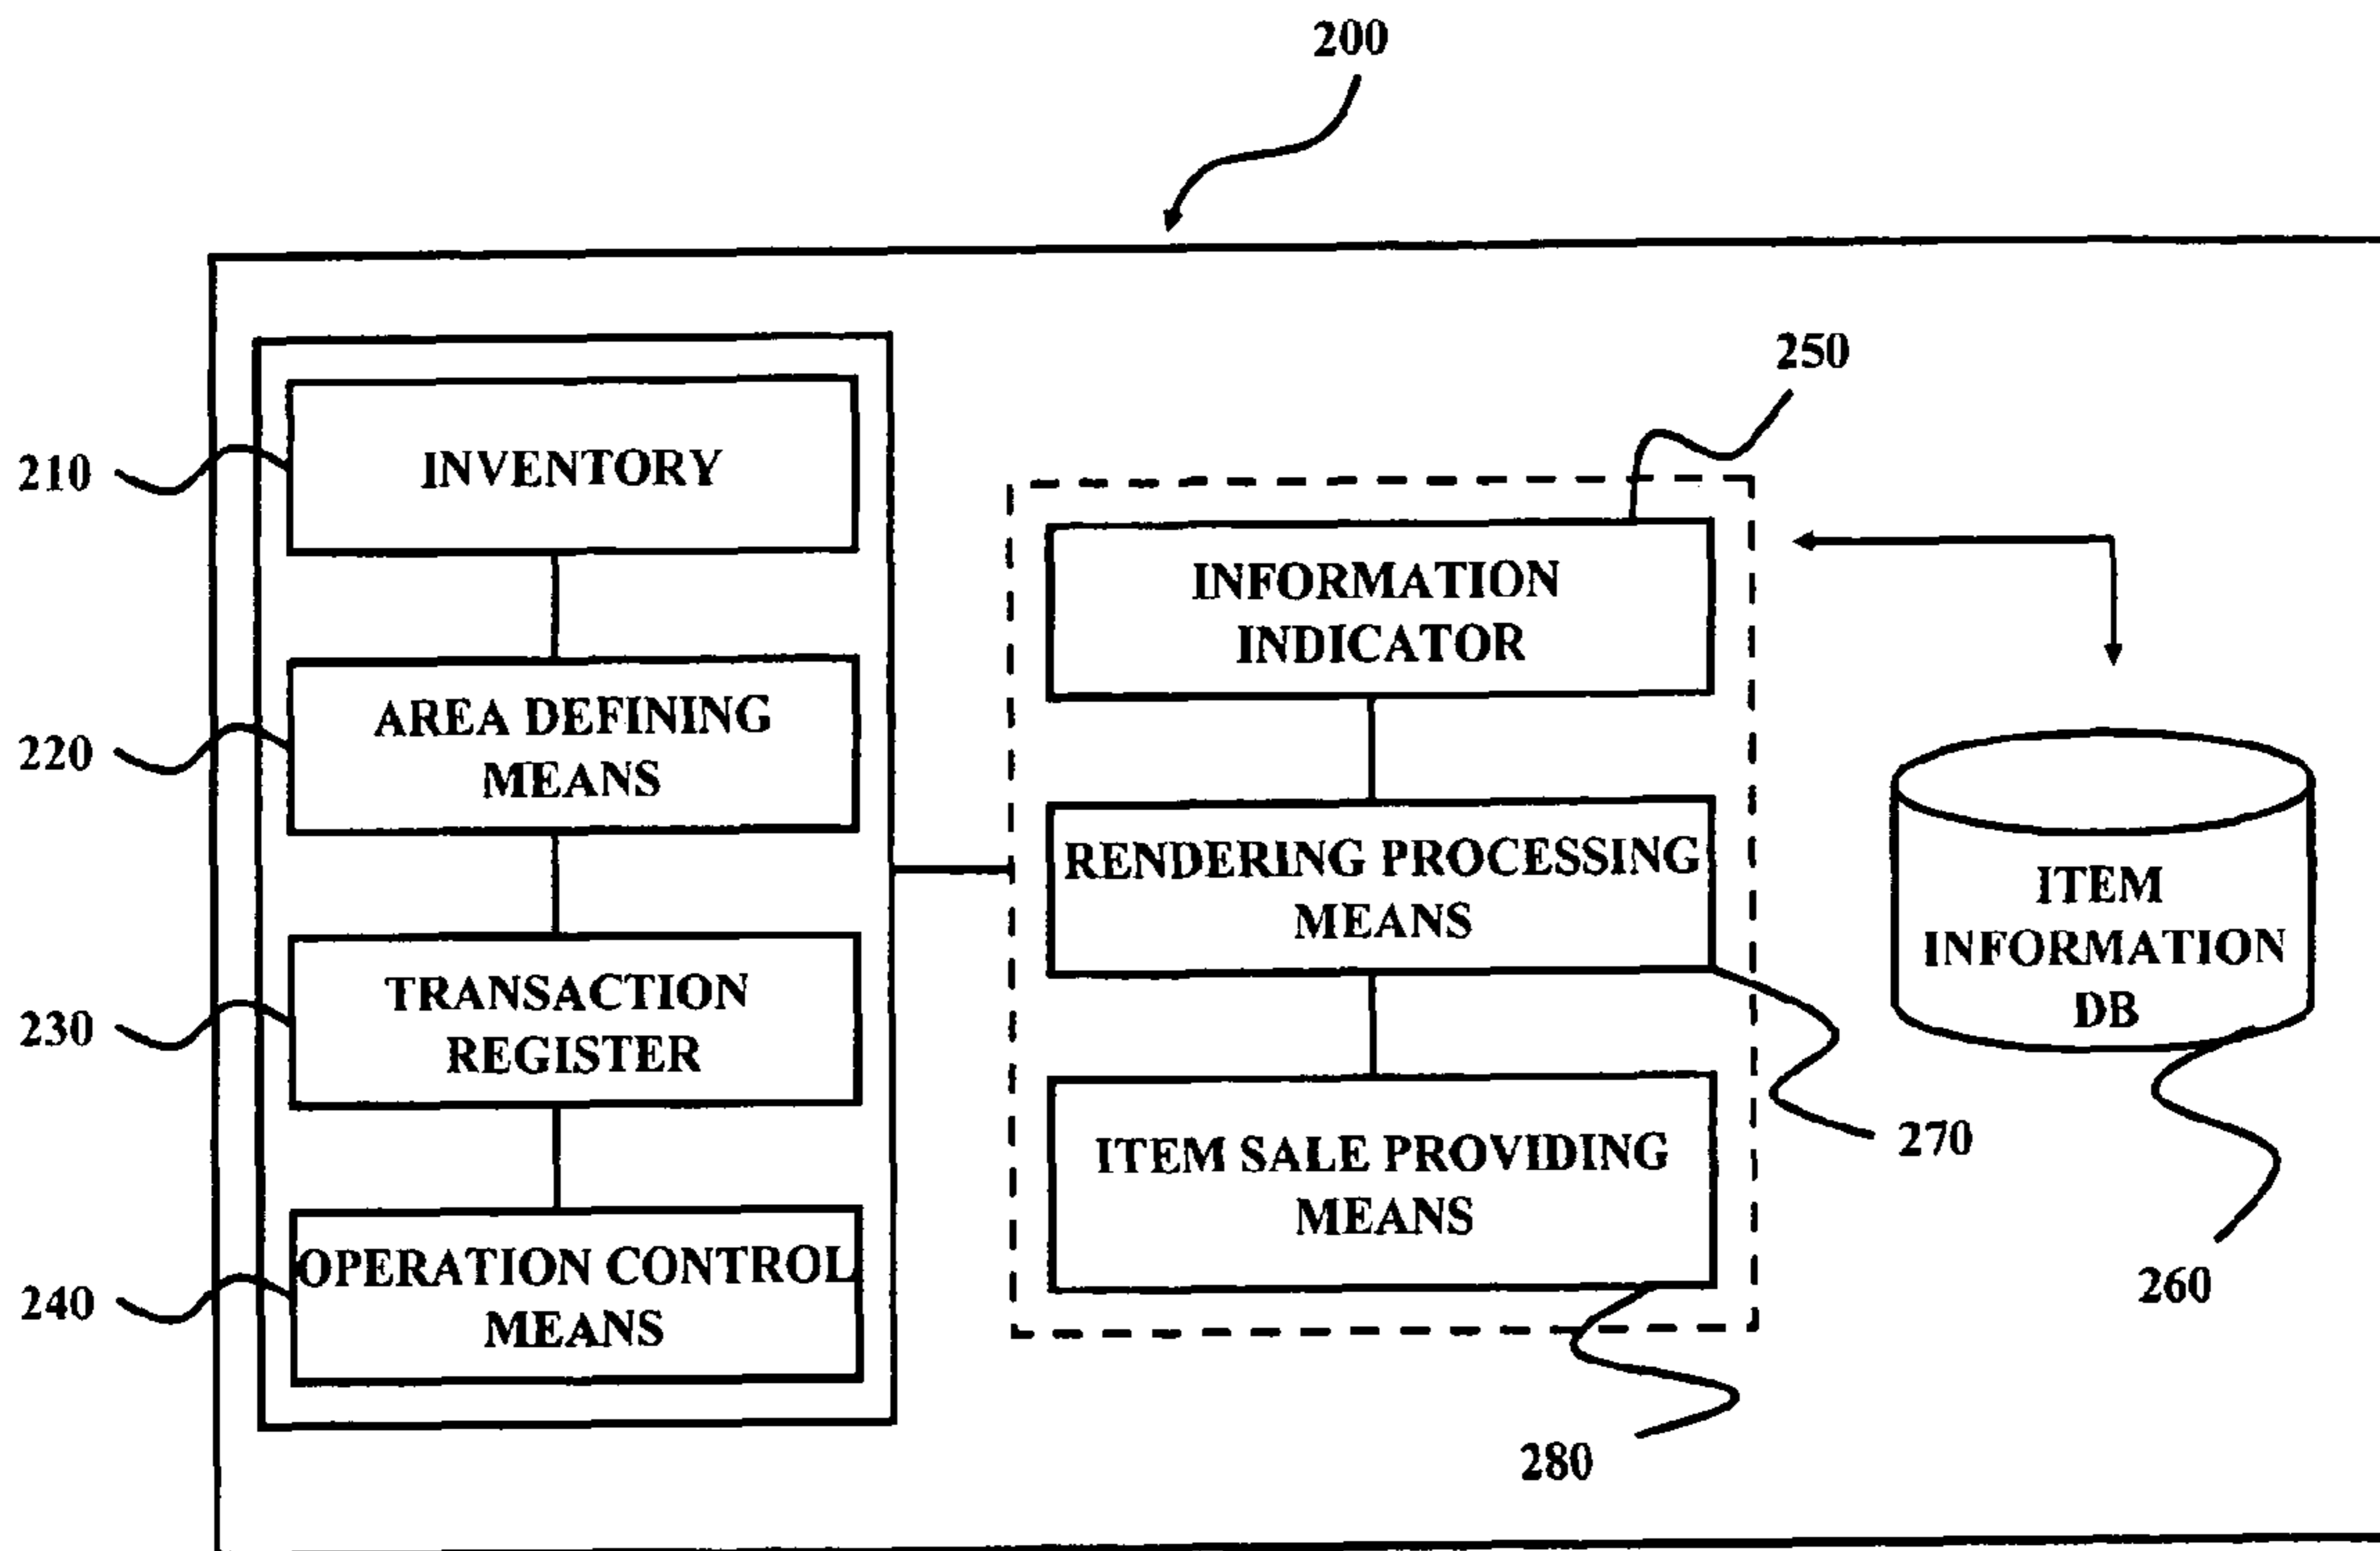 200
250
210
INVENTORY
INFORMATION
INDICATOR
220
AREA DEFINING
MEANS
RENDERING PROCESSING
MEANS
ITEM
INFORMATION
DB
230
TRANSACTION
REGISTER
270
ITEM SALE PROVIDING
MEANS
260
240
OPERATION CONTROL
MEANS
280